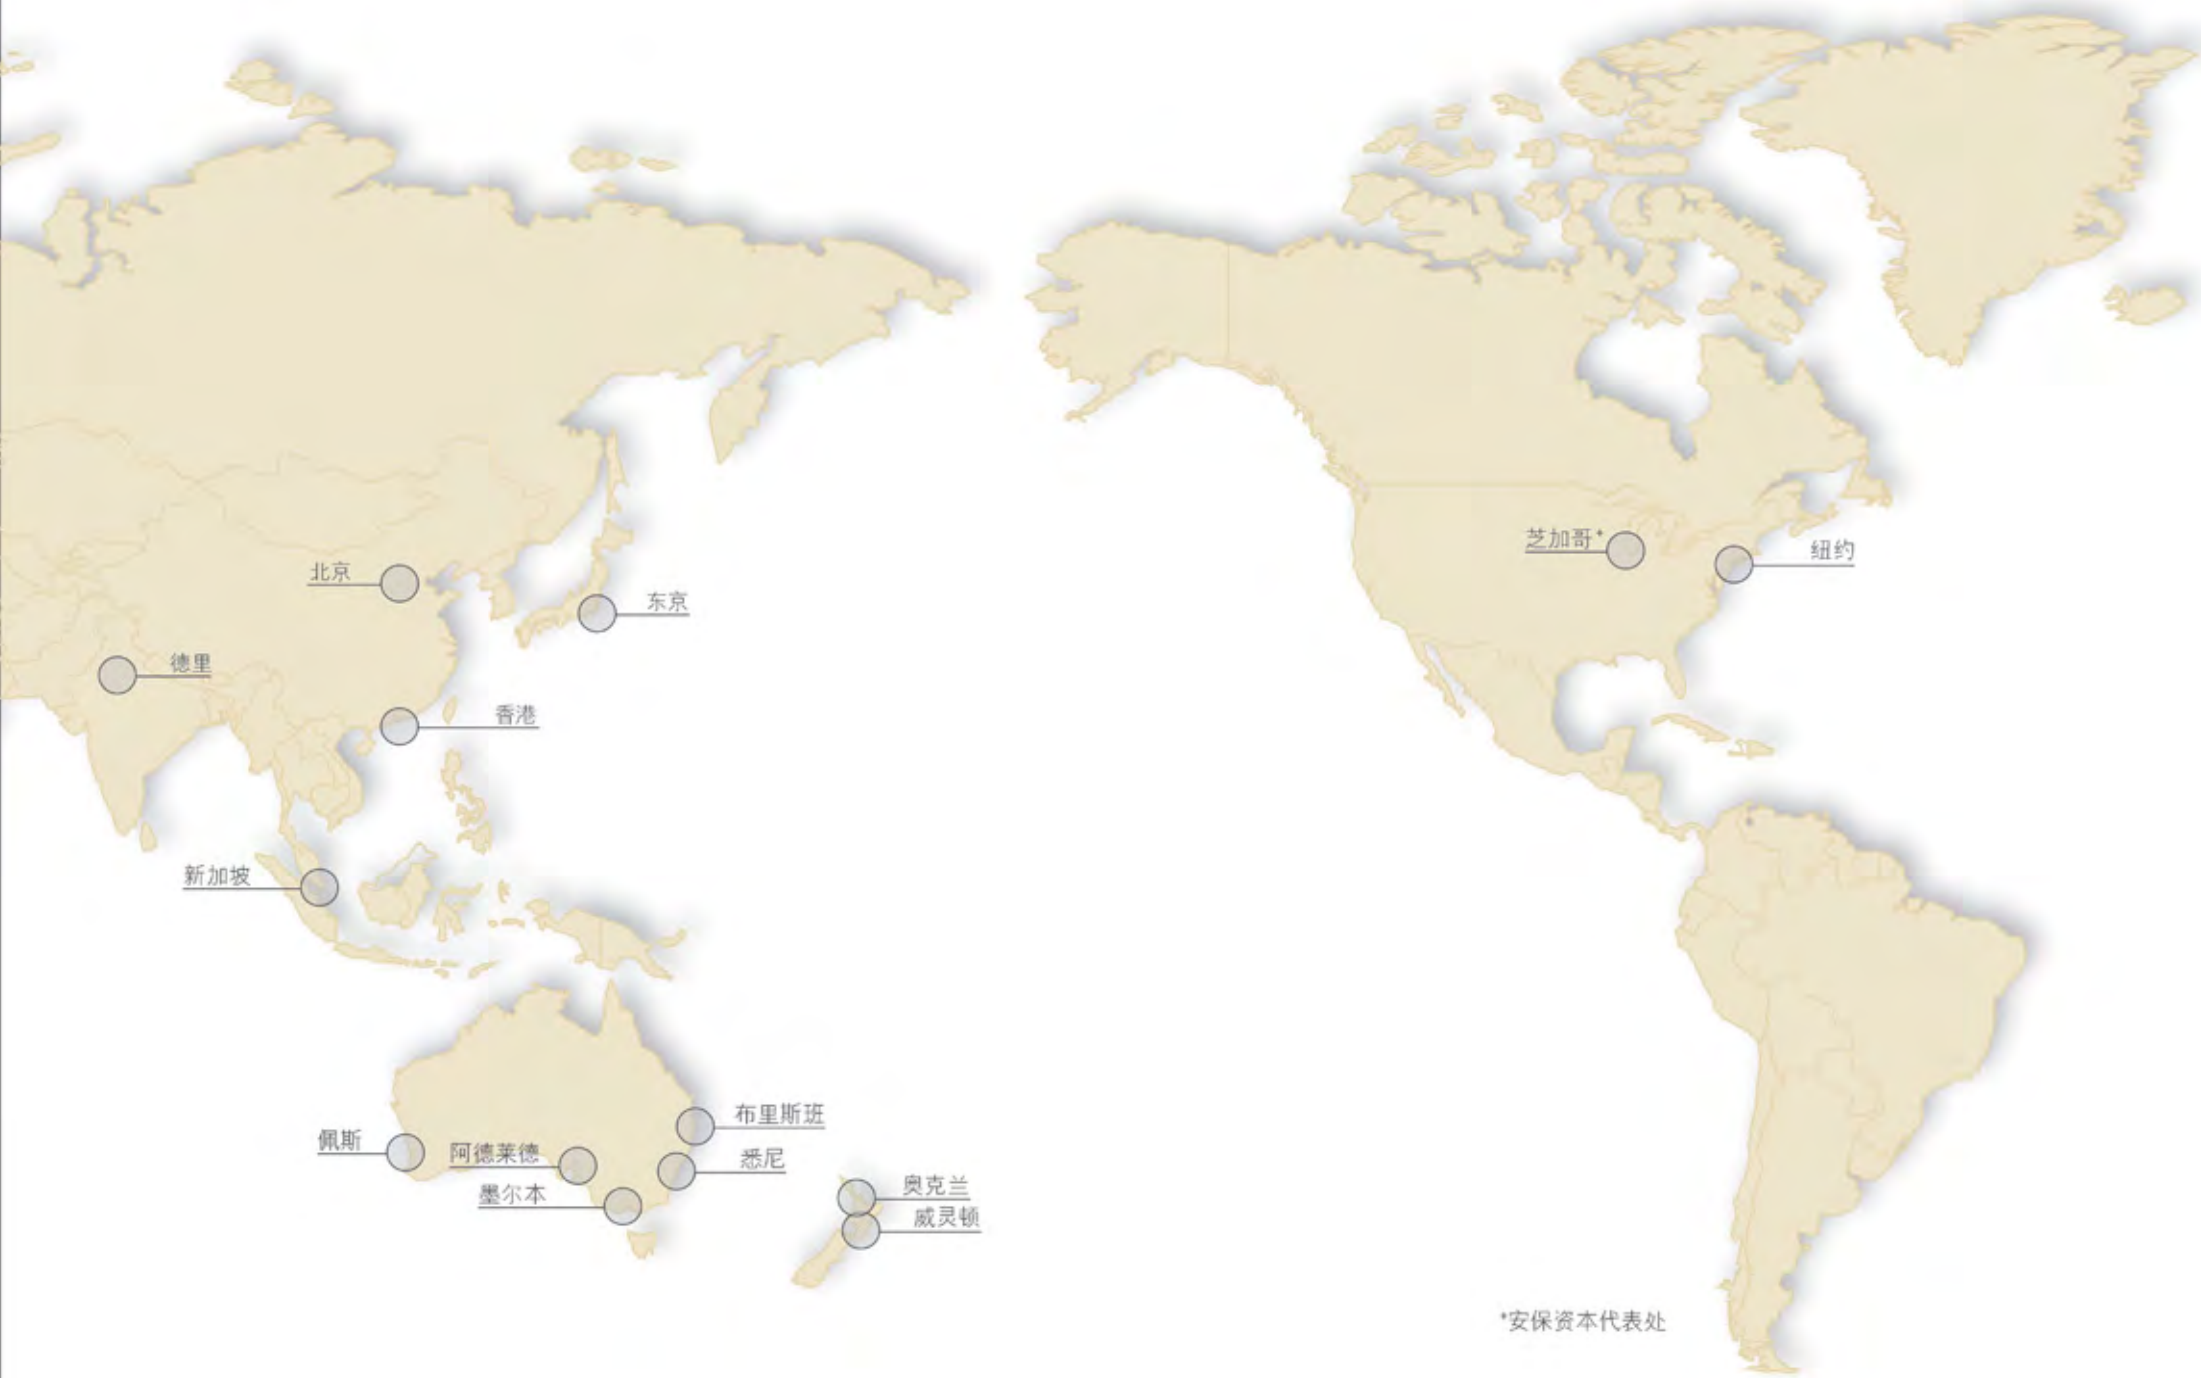 芝加哥*
纽约
北京
东京
德里
香港
新加坡
布里斯班
佩斯
阿德莱德
悉尼
墨尔本
奥克兰
威灵顿
*安保资本代表处